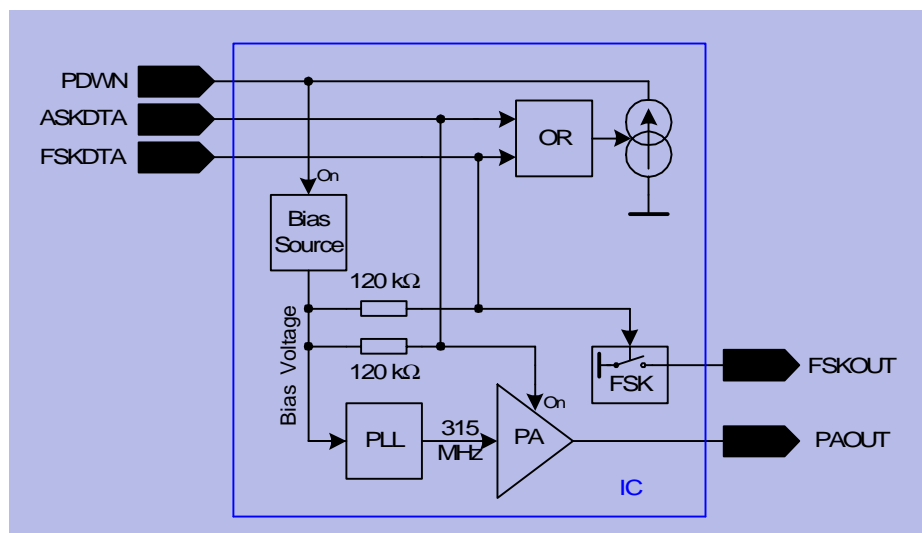 PDWN
ASKDTA
FSKDTA
OR
On
Bias
Source
120 kΩ
Bias Voltage
120 kΩ
FSK
FSKOUT
On
PLL
315
MHz
PA
PAOUT
IC